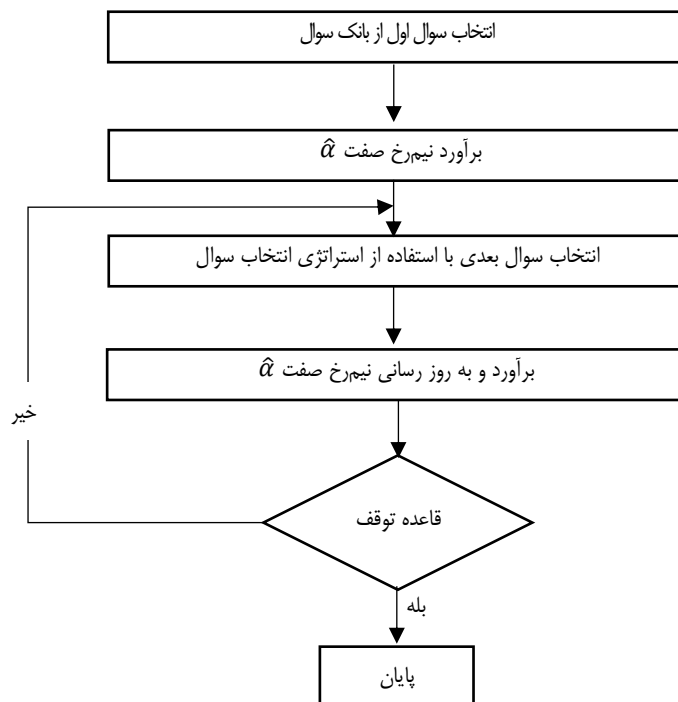 انتخاب سوال اول از بانک سوال
برآورد نیم‌رخ صفت α̂
انتخاب سوال بعدی با استفاده از استراتژی انتخاب سوال
برآورد و به روز رسانی نیم‌رخ صفت α̂
خیر
قاعده توقف
بله
پایان